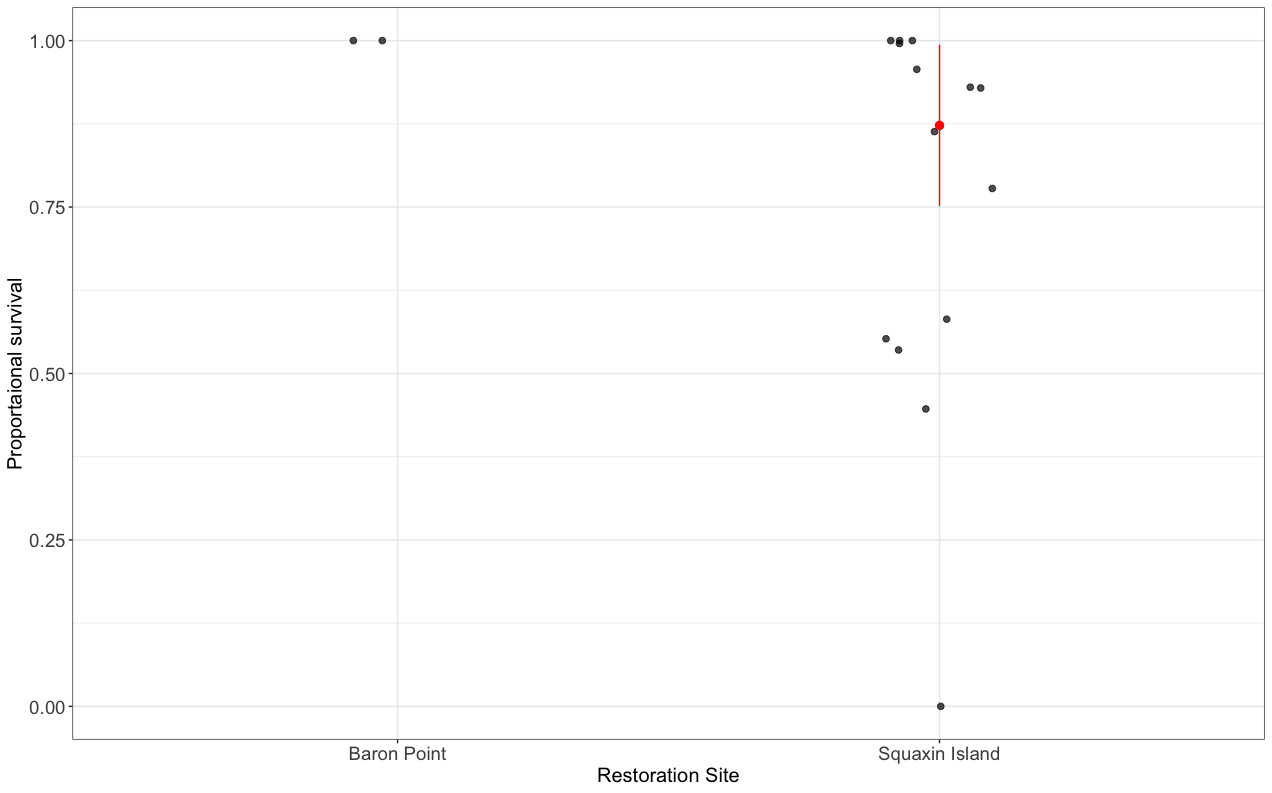 Proportaional survival
1.00
0.75
0.50
0.25
0.00
Baron Point
Squaxin Island
Restoration Site